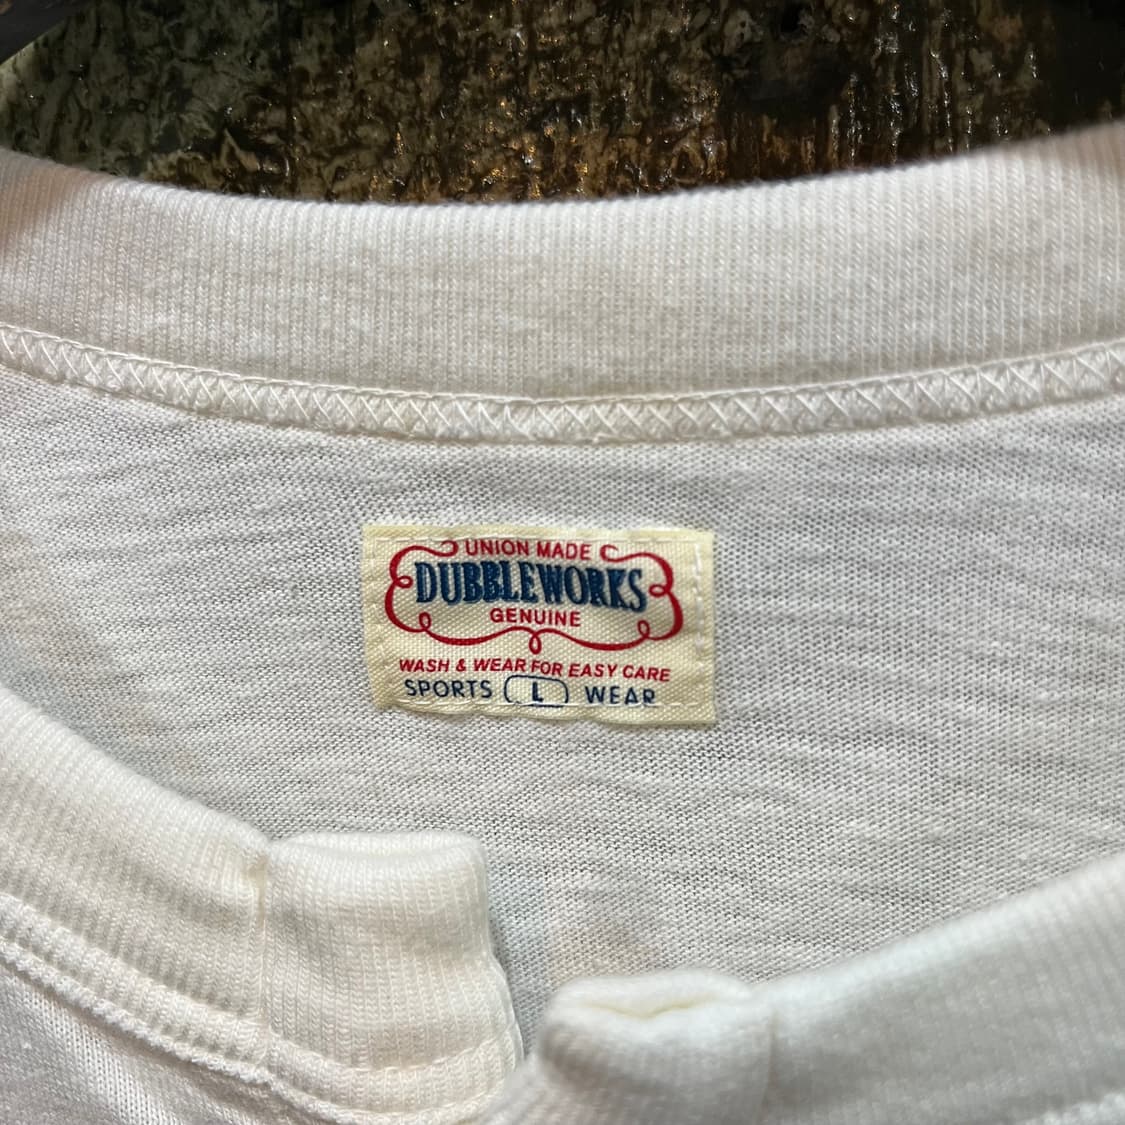 UNION MADE
DUBBLEWORKS
GENUINE
WASH & WEAR FOR EASY CARE
SPORTS L WEAR